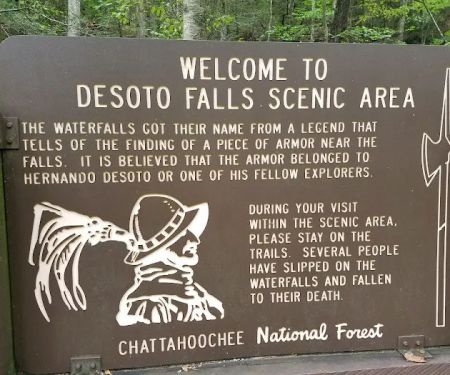 WELCOME TO
DESOTO FALLS SCENIC AREA
THE WATERFALLS GOT THEIR NAME FROM A LEGEND THAT
TELLS OF THE FINDING OF A PIECE OF ARMOR NEAR THE
FALLS. IT IS BELIEVED THAT THE ARMOR BELONGED TO
HERNANDO DESOTO OR ONE OF HIS FELLOW EXPLORERS.
DURING YOUR VISIT
WITHIN THE SCENIC AREA,
PLEASE STAY ON THE
TRAILS. SEVERAL PEOPLE
HAVE SLIPPED ON THE
WATERFALLS AND FALLEN
TO THEIR DEATH.
CHATTAHOOCHEE National Forest